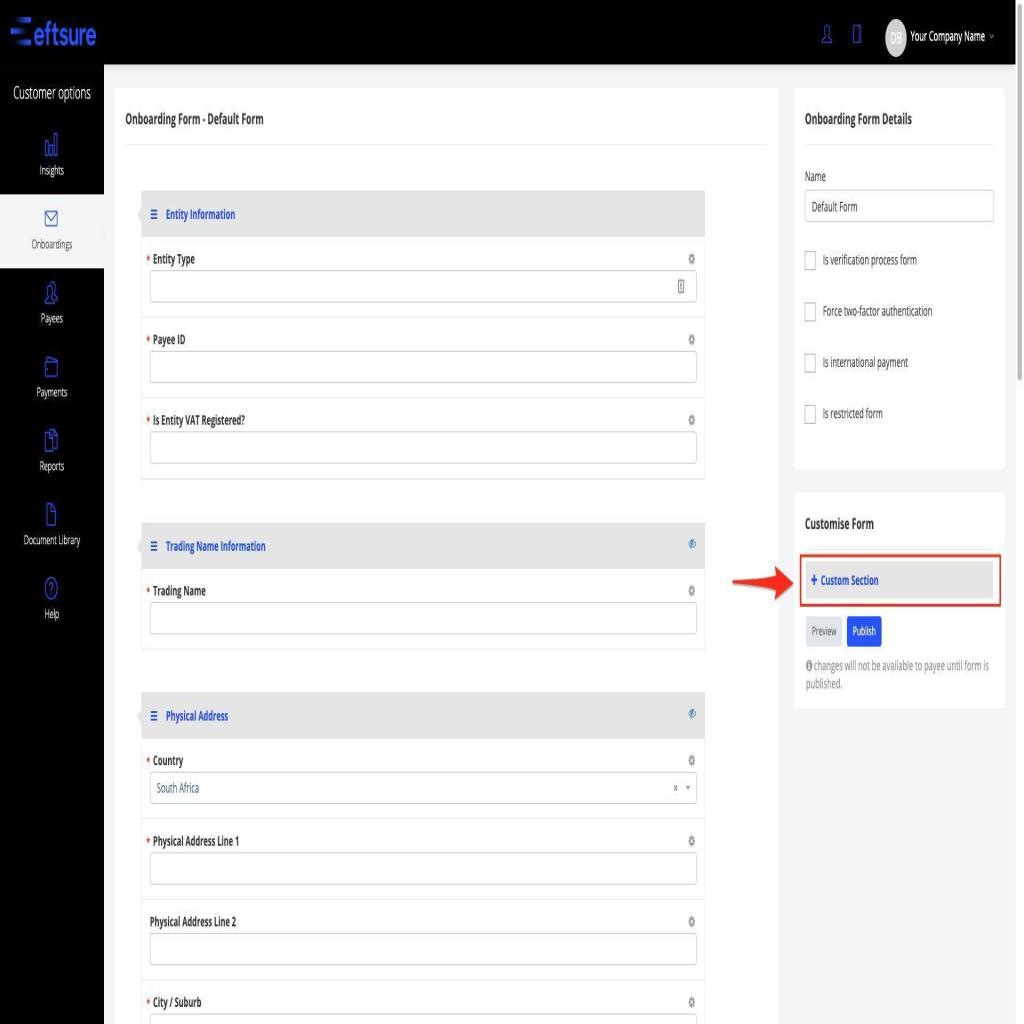 eftsure
DB
Your Company Name
Customer options
Insights
Onboardings
Payees
Payments
Reports
Document Library
Help
Onboarding Form - Default Form
Entity Information
* Entity Type
* Payee ID
* Is Entity VAT Registered?
Trading Name Information
* Trading Name
Physical Address
* Country
South Africa
x
* Physical Address Line 1
Physical Address Line 2
* City / Suburb
Onboarding Form Details
Name
Default Form
Is verification process form
Force two-factor authentication
Is international payment
Is restricted form
Customise Form
+ Custom Section
Preview
Publish
changes will not be available to payee until form is
published.